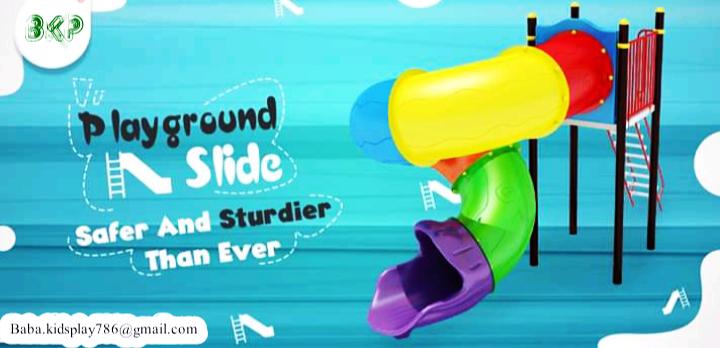 BKP
Playground
Slide
Safer And Sturdier
Than Ever
Baba.kidsplay786@gmail.com